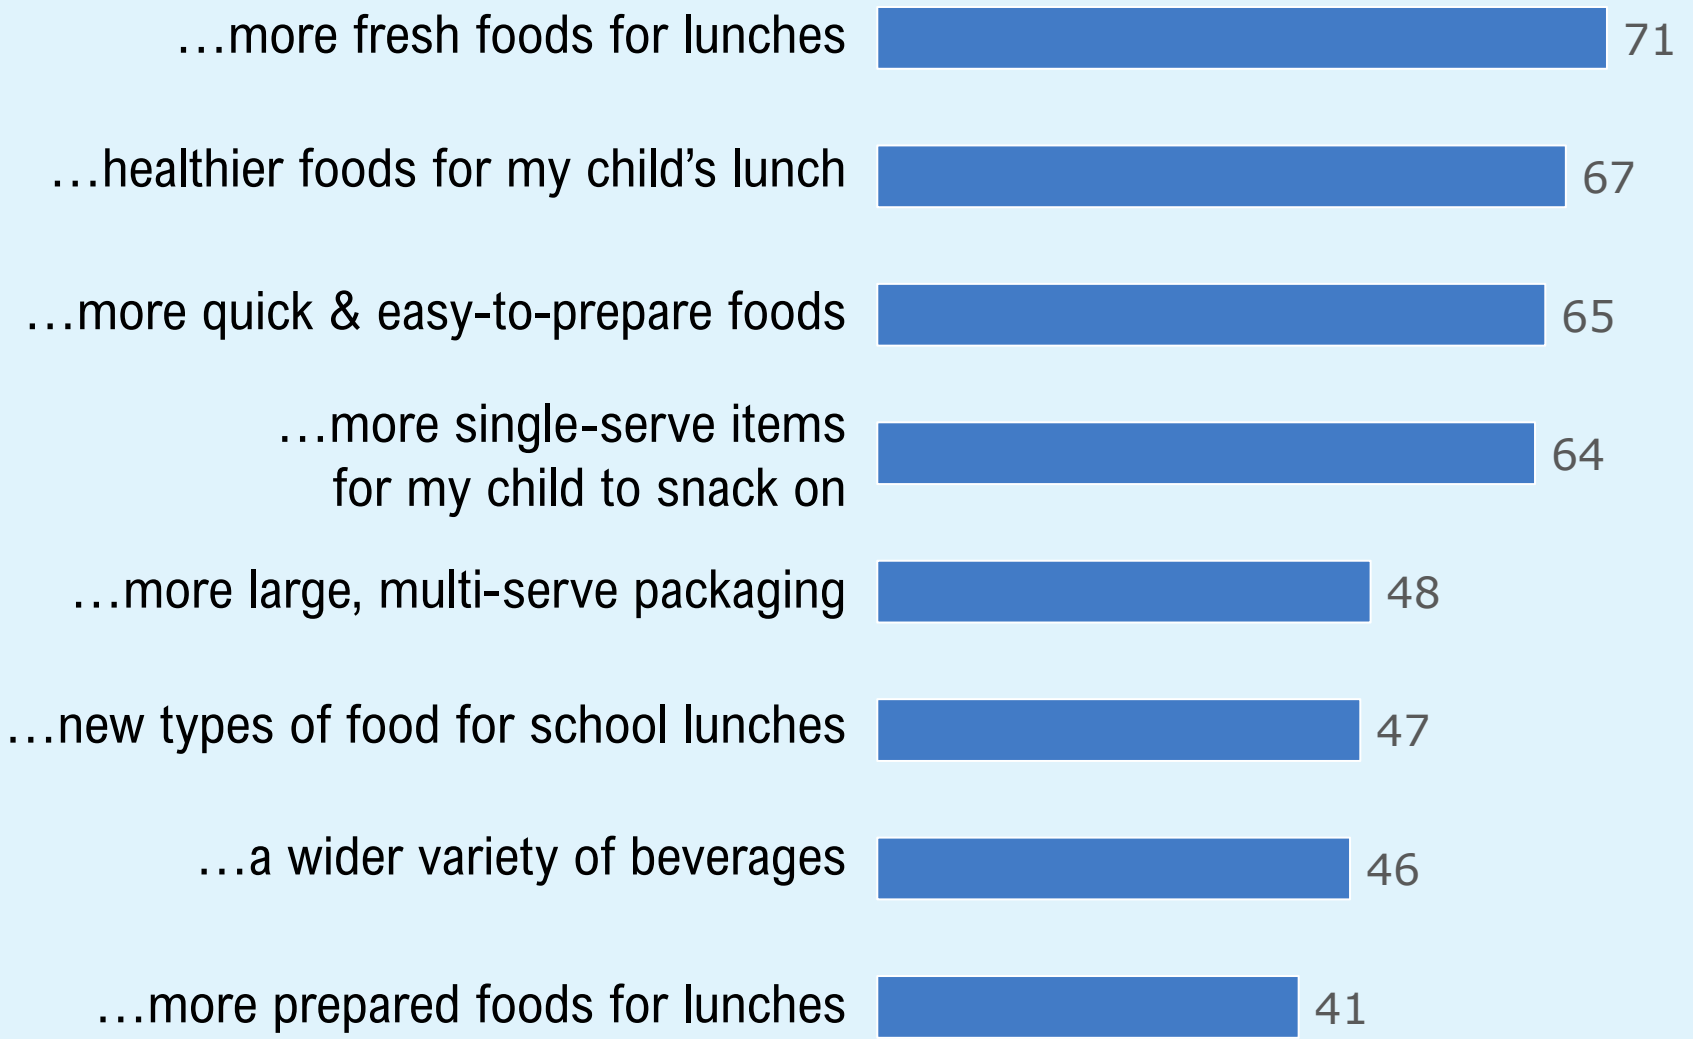 …more fresh foods for lunches 71
…healthier foods for my child’s lunch 67
…more quick & easy-to-prepare foods 65
…more single-serve items
for my child to snack on 64
…more large, multi-serve packaging 48
…new types of food for school lunches 47
…a wider variety of beverages 46
…more prepared foods for lunches 41